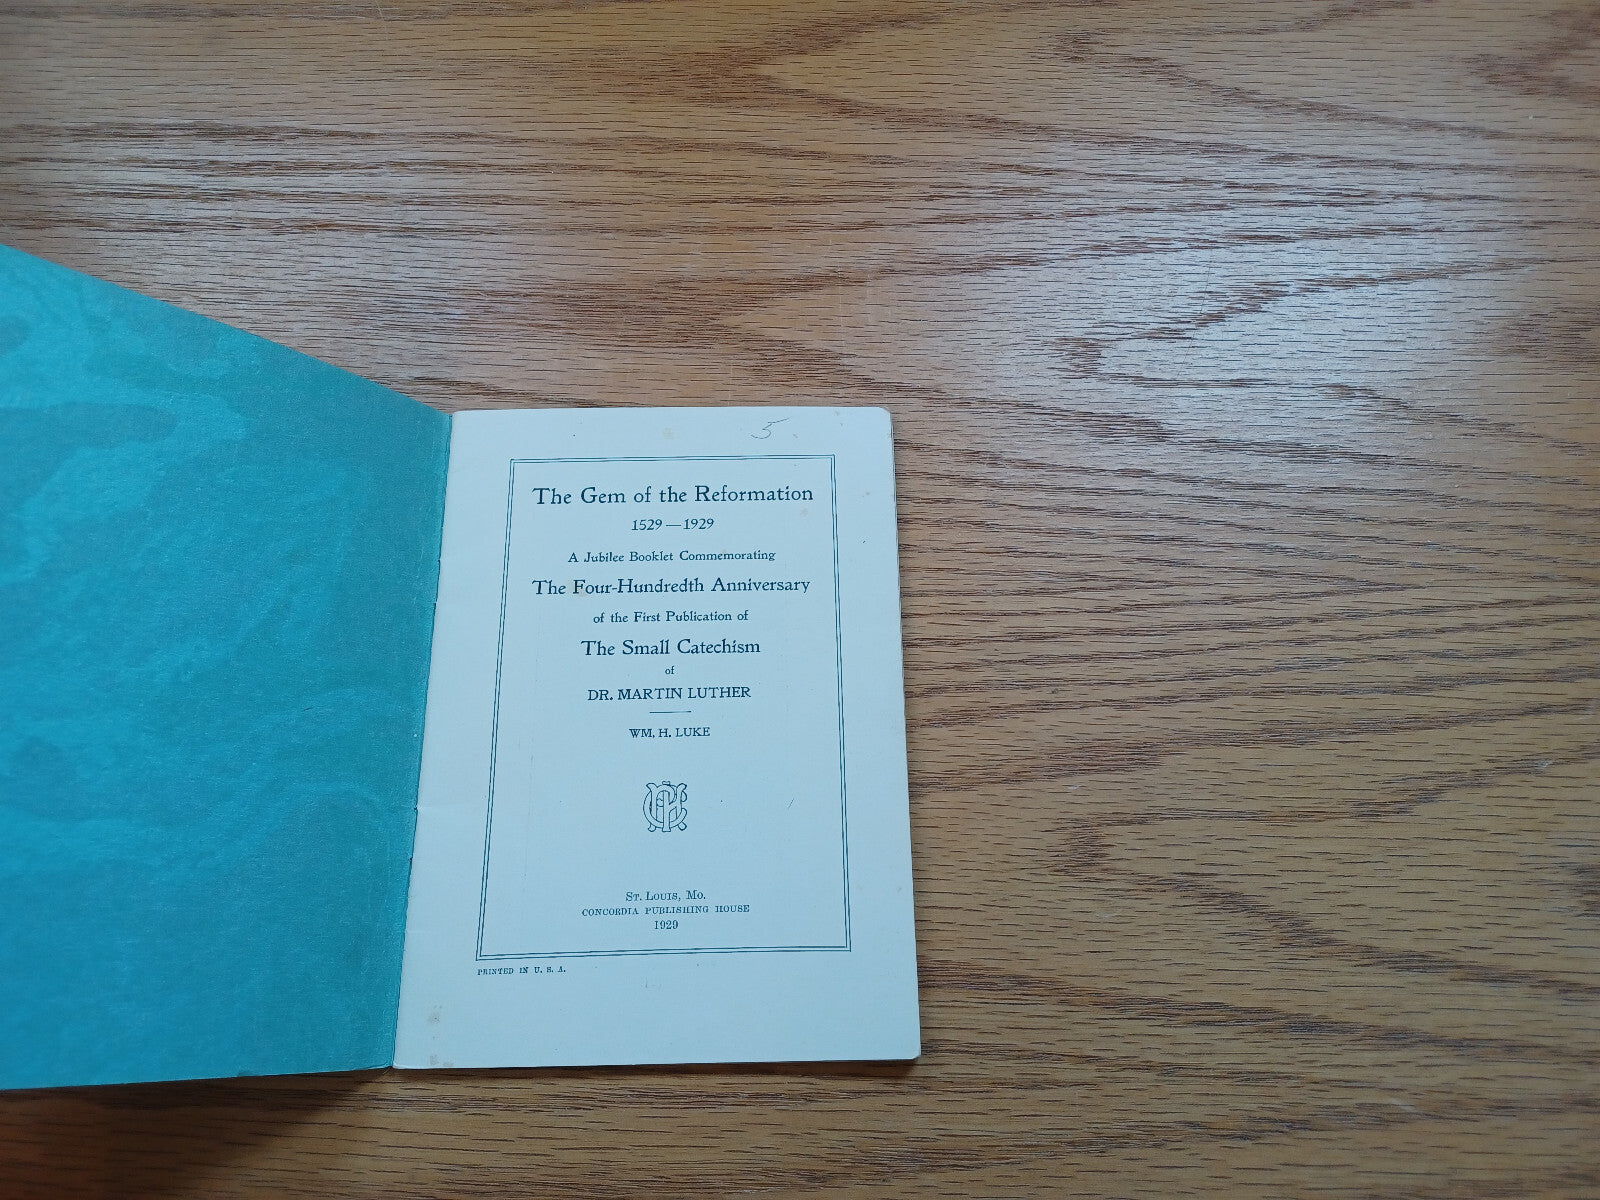 5
The Gem of the Reformation
1529—1929
A Jubilee Booklet Commemorating
The Four-Hundredth Anniversary
of the First Publication of
The Small Catechism
of
DR. MARTIN LUTHER
WM. H. LUKE
CPH
ST. LOUIS, MO.
CONCORDIA PUBLISHING HOUSE
1929
PRINTED IN U. S. A.